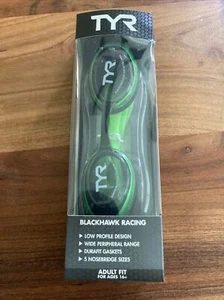 TYR
TYR
TYR
BLACKHAWK RACING
LOW PROFILE DESIGN
WIDE PERIPHERAL RANGE
DURAFIT GASKETS
5 NOSEBRIDGE SIZES
ADULT FIT
FOR AGES 16+